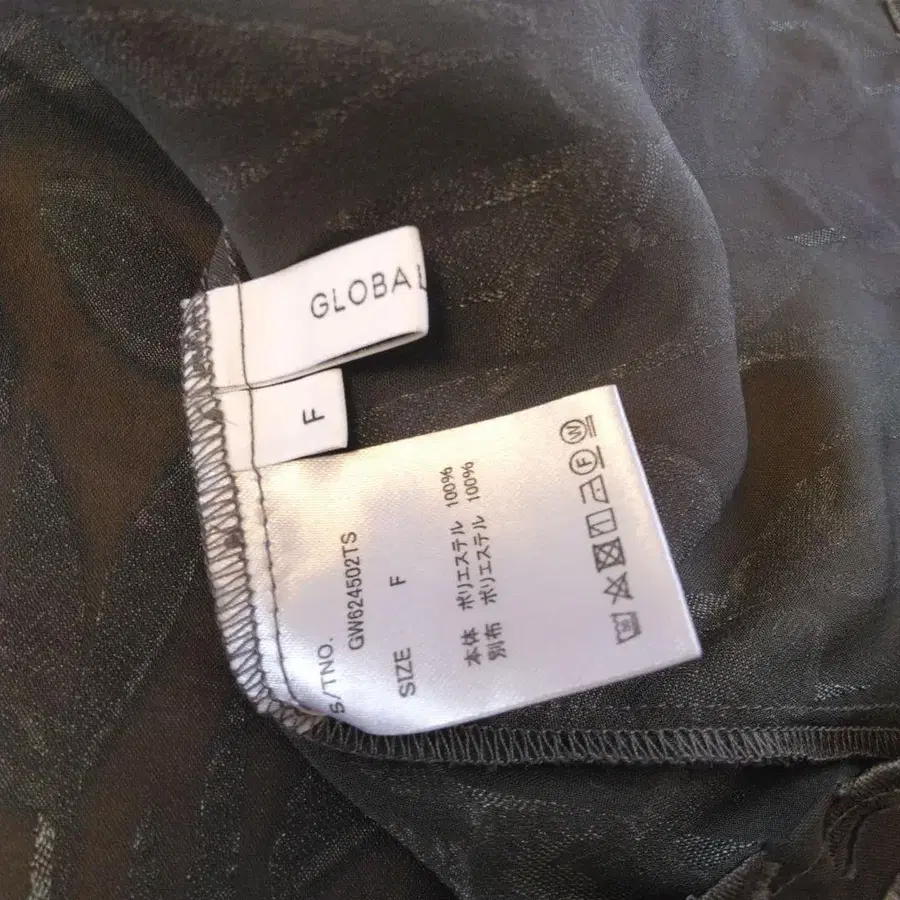 GLOBAL
F
S/TNO.
GW624502TS
SIZE F
本体 ポリエステル 100%
別布 ポリエステル 100%
F
W